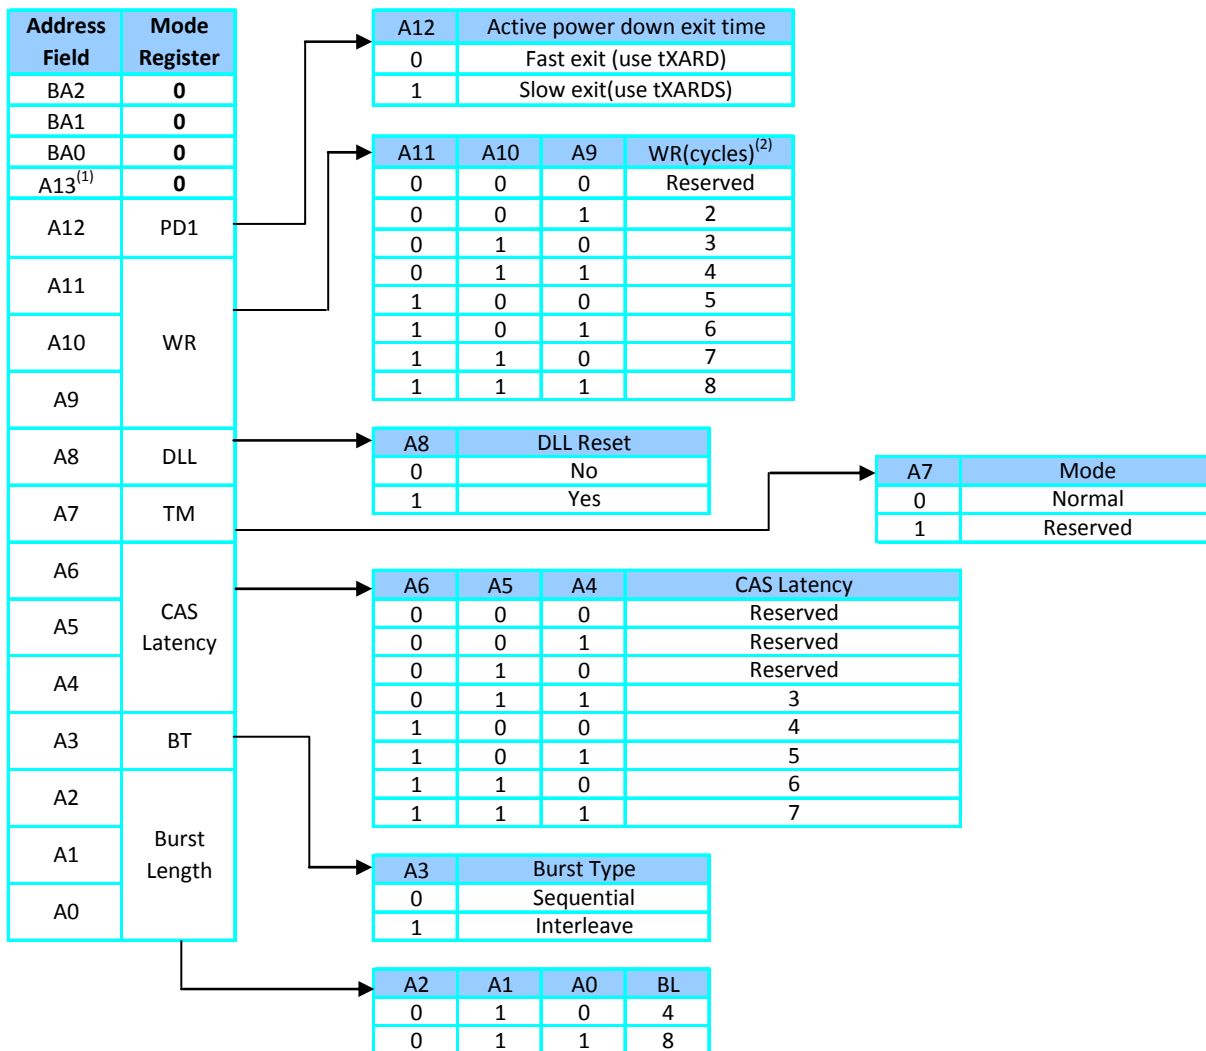 Address Field Mode Register
BA2 0
BA1 0
BA0 0
A13(1) 0
A12 PD1
A11
A10 WR
A9
A8 DLL
A7 TM
A6
A5 CAS Latency
A4
A3 BT
A2
A1 Burst Length
A0
A12 Active power down exit time
0 Fast exit (use tXARD)
1 Slow exit(use tXARDS)
A11 A10 A9 WR(cycles)(2)
0 0 0 Reserved
0 0 1 2
0 1 0 3
0 1 1 4
1 0 0 5
1 0 1 6
1 1 0 7
1 1 1 8
A8 DLL Reset
0 No
1 Yes
A7 Mode
0 Normal
1 Reserved
A6 A5 A4 CAS Latency
0 0 0 Reserved
0 0 1 Reserved
0 1 0 Reserved
0 1 1 3
1 0 0 4
1 0 1 5
1 1 0 6
1 1 1 7
A3 Burst Type
0 Sequential
1 Interleave
A2 A1 A0 BL
0 1 0 4
0 1 1 8